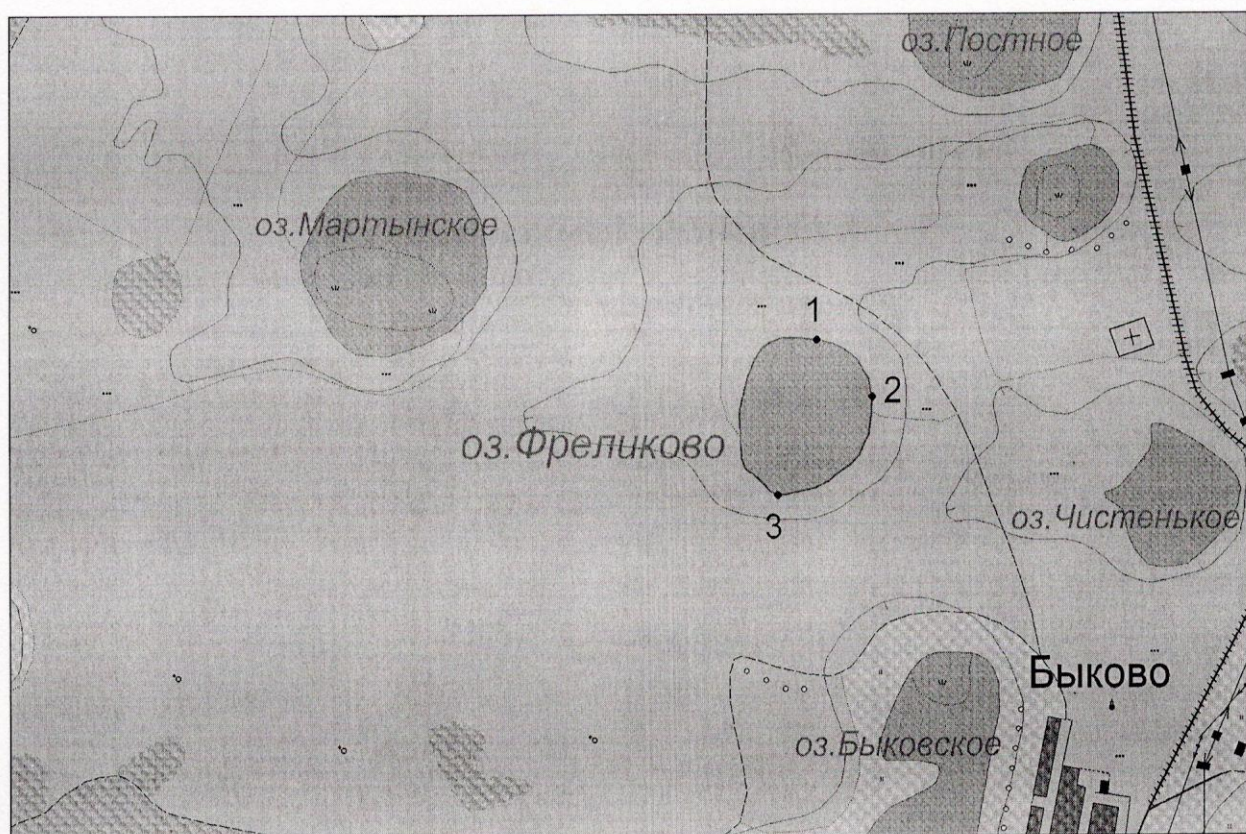 оз.Постное
оз.Мартынское
1
2
оз.Фреликово
3
оз.Чистенькое
Быково
оз.Быковское